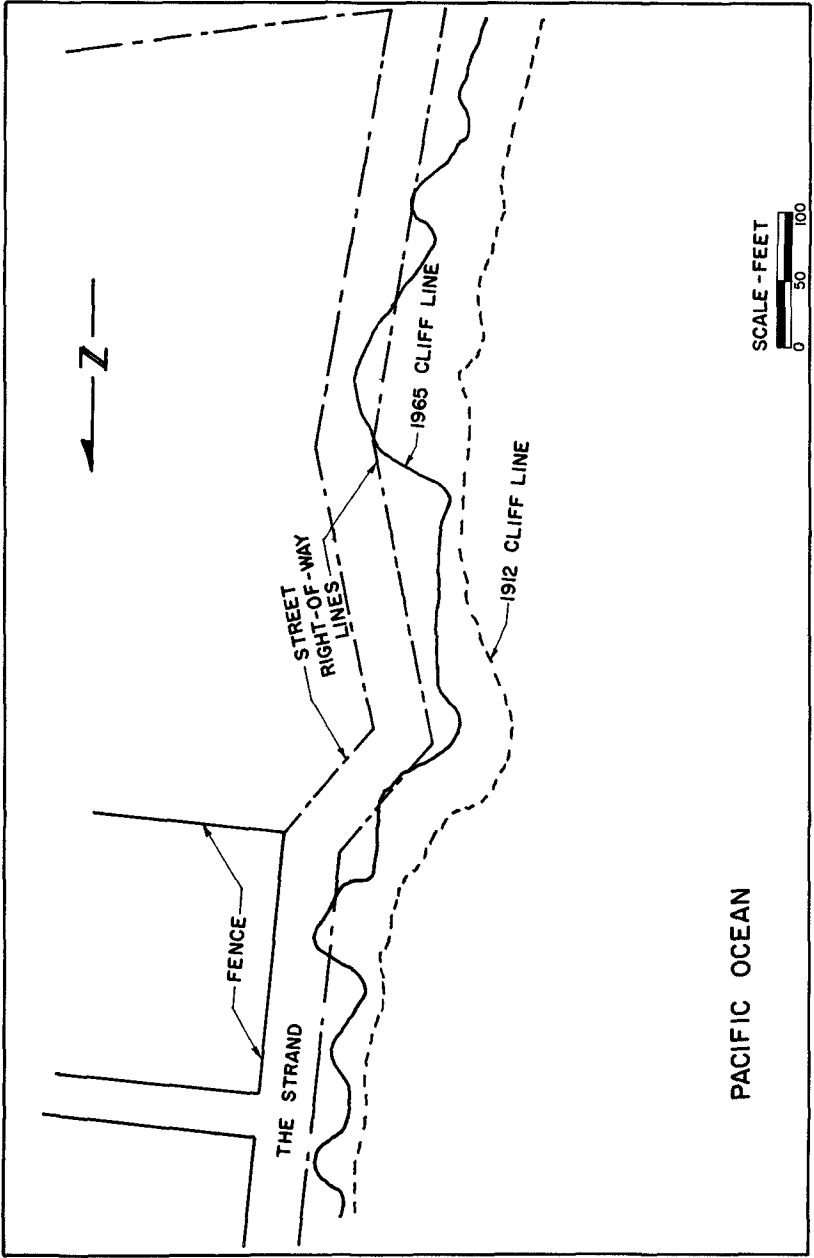 N
STREET
RIGHT-OF-WAY
LINES
1965 CLIFF LINE
1912 CLIFF LINE
FENCE
THE STRAND
PACIFIC OCEAN
SCALE-FEET
0 50 100